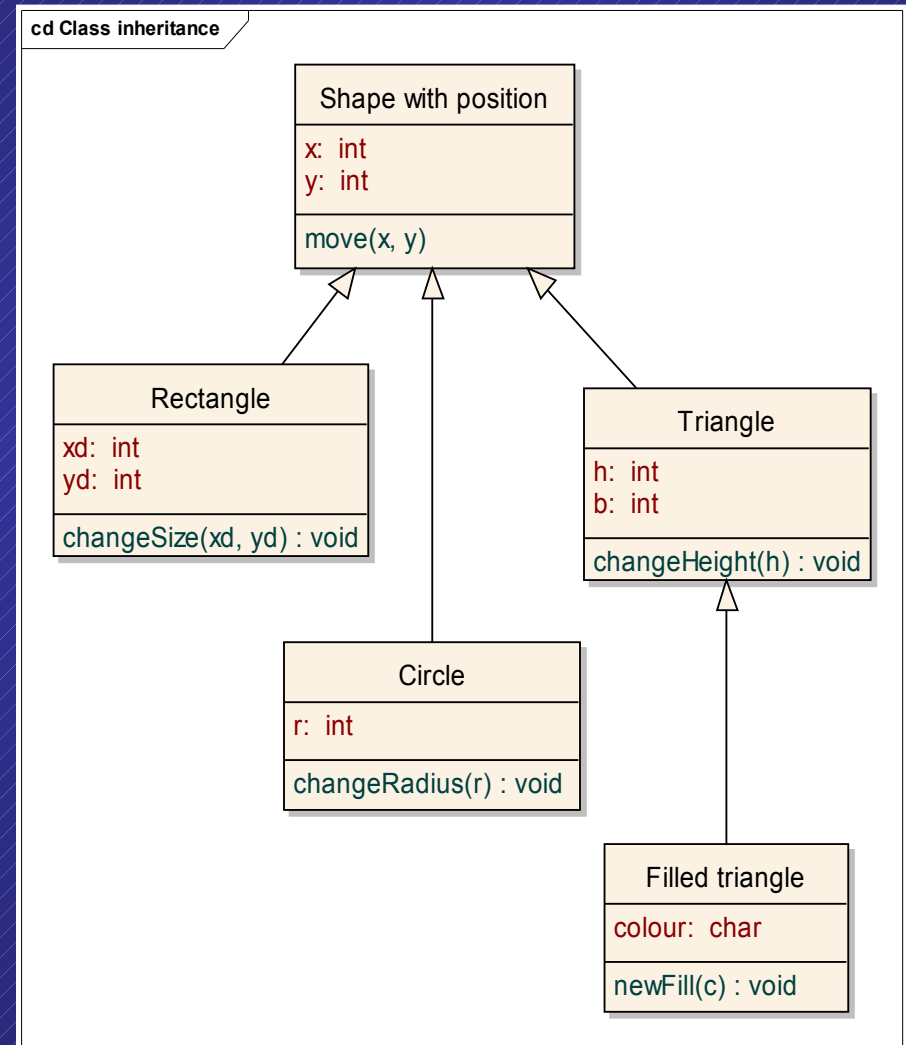 cd Class inheritance
Shape with position
x: int
y: int
move(x, y)
Rectangle
xd: int
yd: int
changeSize(xd, yd) : void
Triangle
h: int
b: int
changeHeight(h) : void
Circle
r: int
changeRadius(r) : void
Filled triangle
colour: char
newFill(c) : void